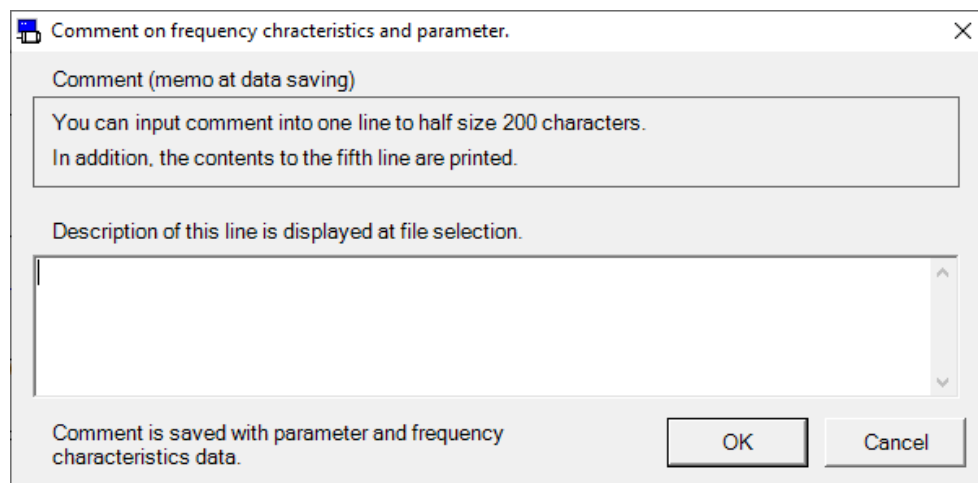 Comment on frequency chracteristics and parameter.
Comment (memo at data saving)
You can input comment into one line to half size 200 characters.
In addition, the contents to the fifth line are printed.
Description of this line is displayed at file selection.
Comment is saved with parameter and frequency
characteristics data.
OK
Cancel